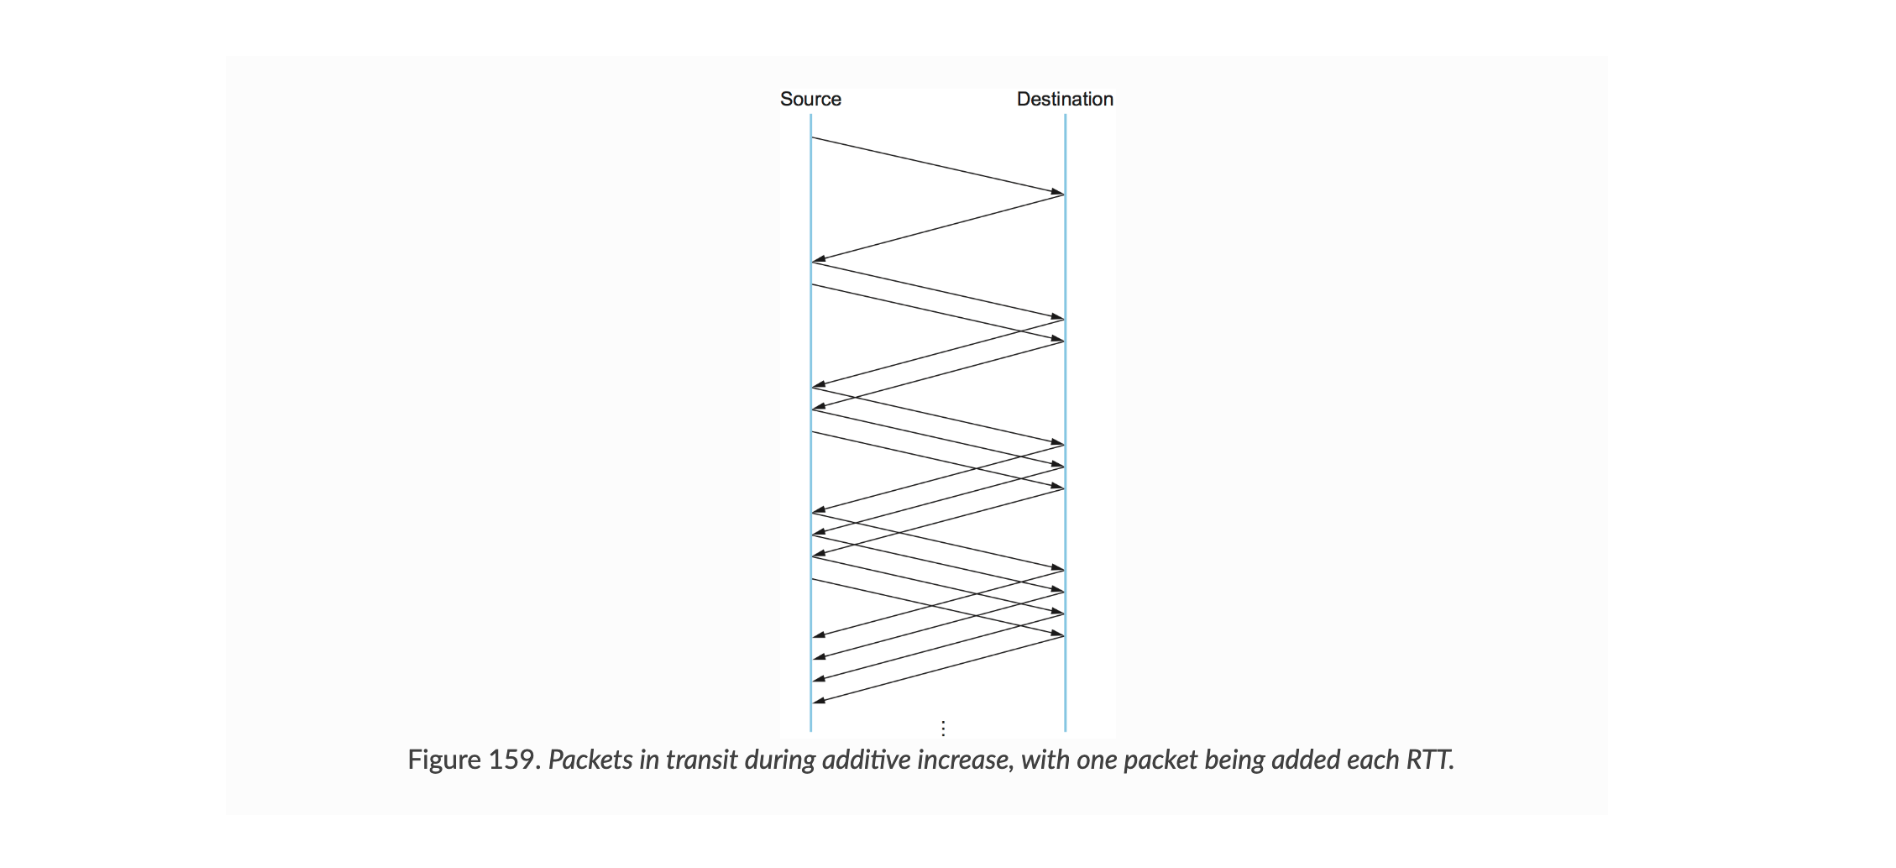 Source Destination
⋮
Figure 159. Packets in transit during additive increase, with one packet being added each RTT.